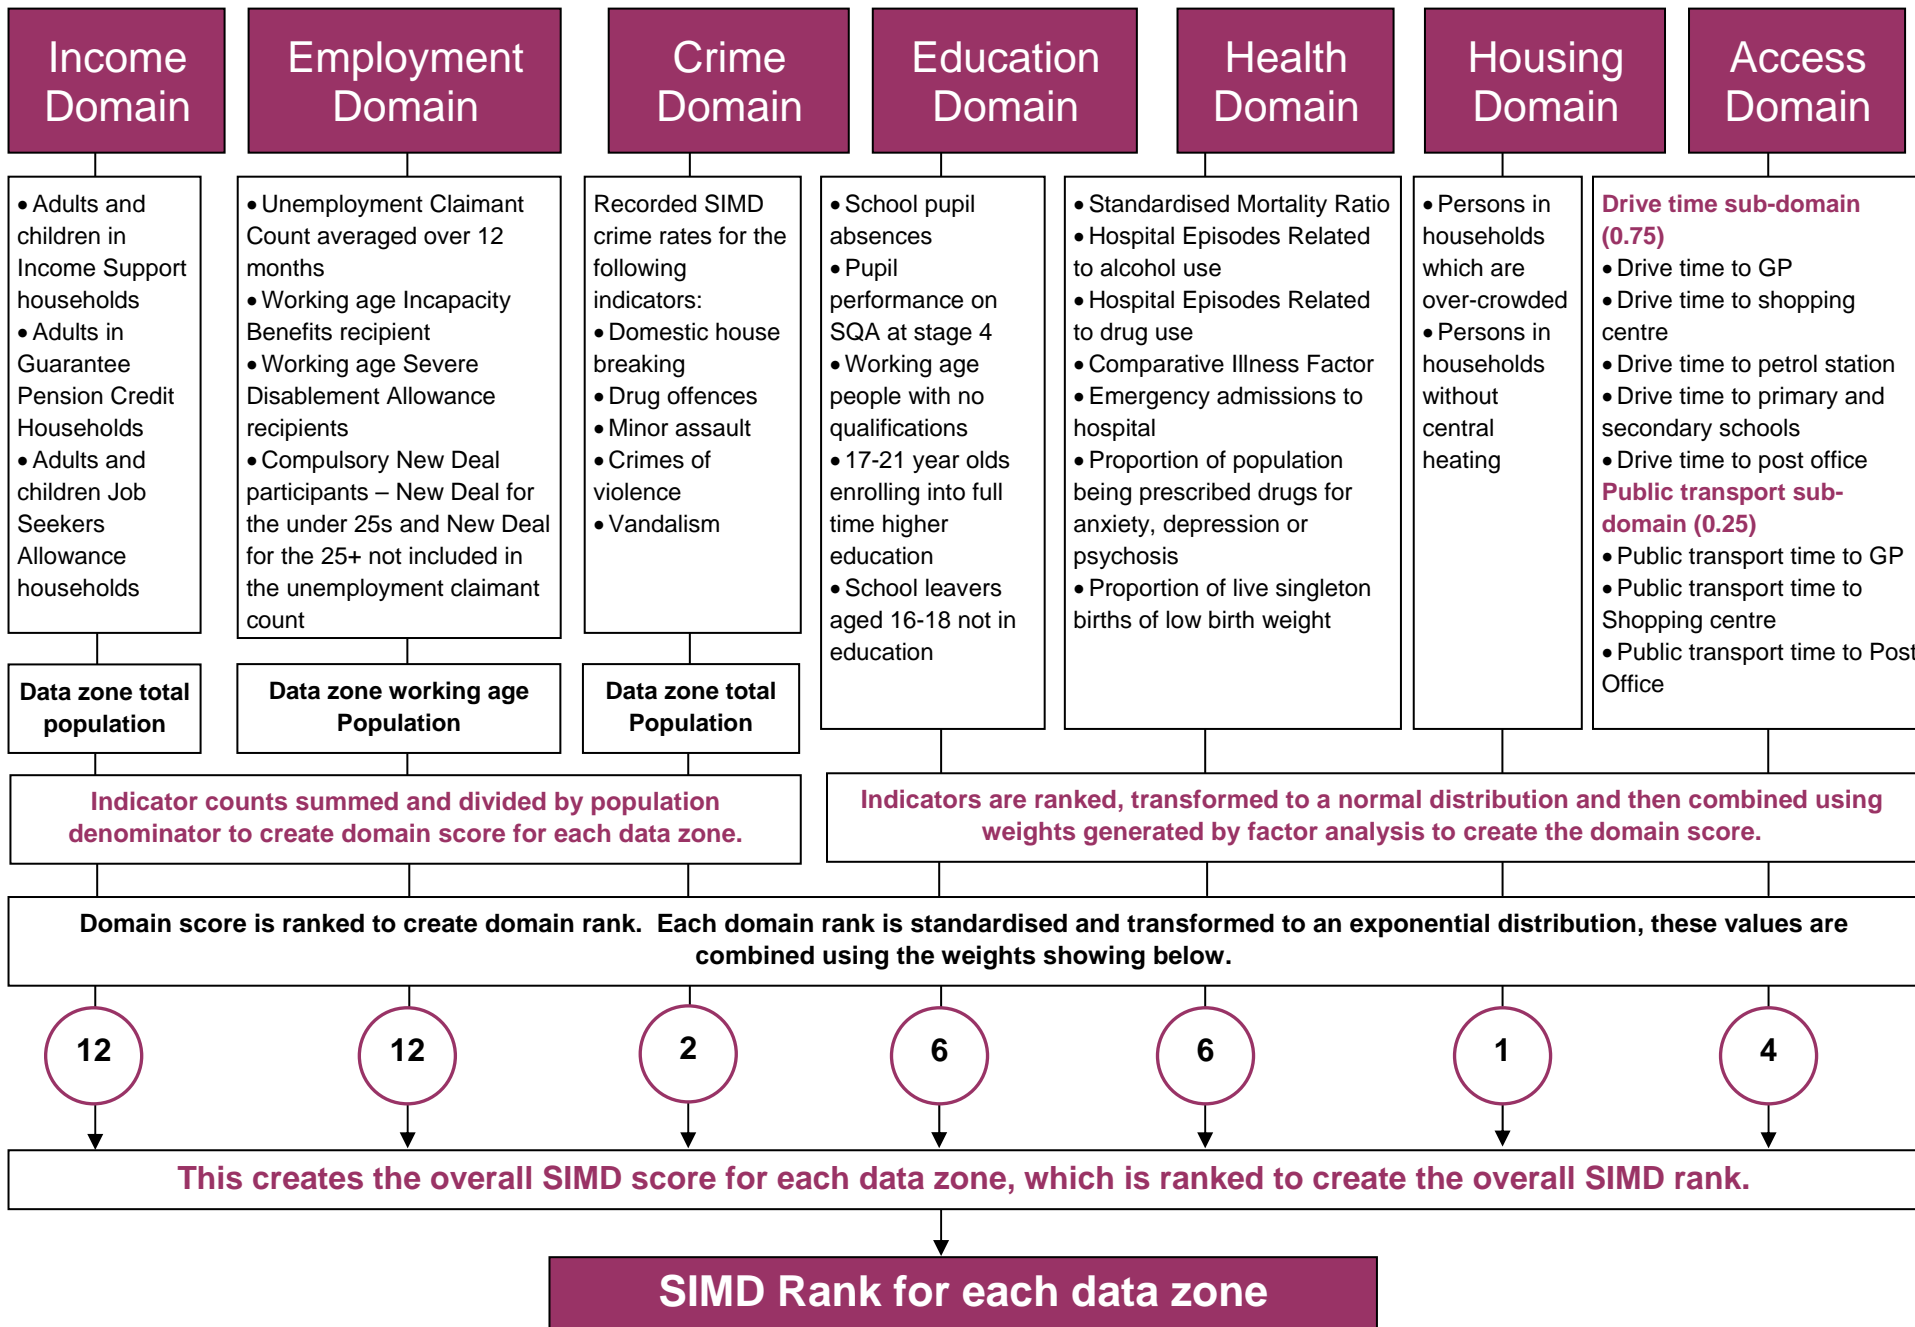 Income
Domain
Employment
Domain
Crime
Domain
Education
Domain
Health
Domain
Housing
Domain
Access
Domain
• Adults and
children in
Income Support
households
• Adults in
Guarantee
Pension Credit
Households
• Adults and
children Job
Seekers
Allowance
households
• Unemployment Claimant
Count averaged over 12
months
• Working age Incapacity
Benefits recipient
• Working age Severe
Disablement Allowance
recipients
• Compulsory New Deal
participants – New Deal for
the under 25s and New Deal
for the 25+ not included in
the unemployment claimant
count
Recorded SIMD
crime rates for the
following
indicators:
• Domestic house
breaking
• Drug offences
• Minor assault
• Crimes of
violence
• Vandalism
• School pupil
absences
• Pupil
performance on
SQA at stage 4
• Working age
people with no
qualifications
• 17-21 year olds
enrolling into full
time higher
education
• School leavers
aged 16-18 not in
education
• Standardised Mortality Ratio
• Hospital Episodes Related
to alcohol use
• Hospital Episodes Related
to drug use
• Comparative Illness Factor
• Emergency admissions to
hospital
• Proportion of population
being prescribed drugs for
anxiety, depression or
psychosis
• Proportion of live singleton
births of low birth weight
• Persons in
households
which are
over-crowded
• Persons in
households
without
central
heating
Drive time sub-domain
(0.75)
• Drive time to GP
• Drive time to shopping
centre
• Drive time to petrol station
• Drive time to primary and
secondary schools
• Drive time to post office
Public transport sub-
domain (0.25)
• Public transport time to GP
• Public transport time to
Shopping centre
• Public transport time to Post
Office
Data zone total
population
Data zone working age
Population
Data zone total
Population
Indicator counts summed and divided by population
denominator to create domain score for each data zone.
Indicators are ranked, transformed to a normal distribution and then combined using
weights generated by factor analysis to create the domain score.
Domain score is ranked to create domain rank. Each domain rank is standardised and transformed to an exponential distribution, these values are
combined using the weights showing below.
12
12
2
6
6
1
4
This creates the overall SIMD score for each data zone, which is ranked to create the overall SIMD rank.
SIMD Rank for each data zone